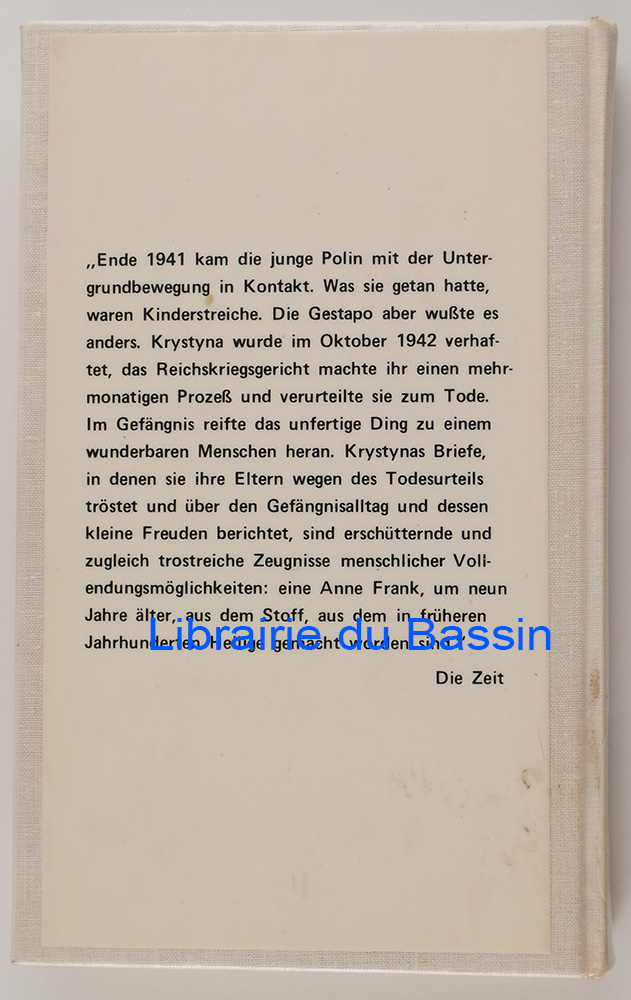 „Ende 1941 kam die junge Polin mit der Unter-
grundbewegung in Kontakt. Was sie getan hatte,
waren Kinderstreiche. Die Gestapo aber wußte es
anders. Krystyna wurde im Oktober 1942 verhaf-
tet, das Reichskriegsgericht machte ihr einen mehr-
monatigen Prozeß und verurteilte sie zum Tode.
Im Gefängnis reifte das unfertige Ding zu einem
wunderbaren Menschen heran. Krystynas Briefe,
in denen sie ihre Eltern wegen des Todesurteils
tröstet und über den Gefängnisalltag und dessen
kleine Freuden berichtet, sind erschütternde und
zugleich trostreiche Zeugnisse menschlicher Voll-
endungsmöglichkeiten: eine Anne Frank, um neun
Jahre älter, aus dem Stoff, aus dem in früheren
Jahrhunderten Heilige gemacht worden sind.“
Librairie du Bassin
Die Zeit